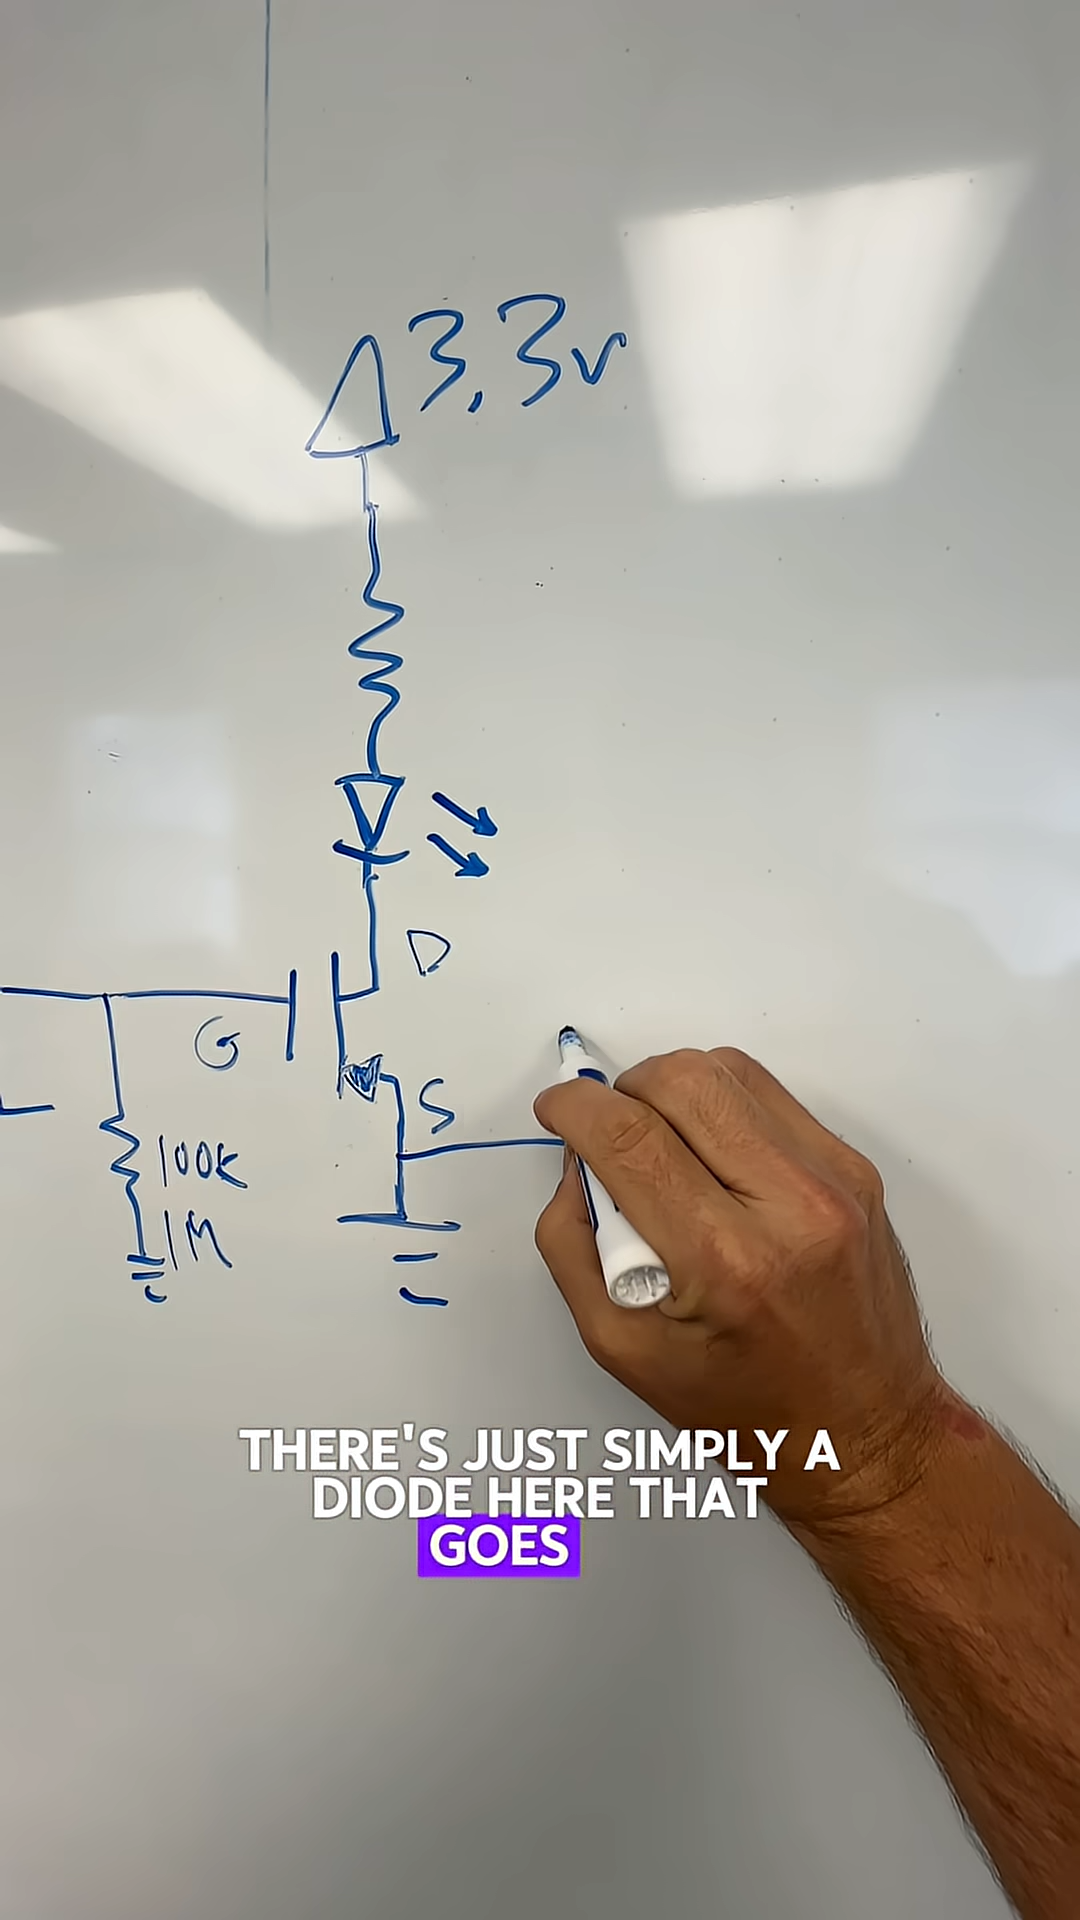 3.3v
D
G
S
100k
1M
THERE'S JUST SIMPLY A
DIODE HERE THAT
GOES